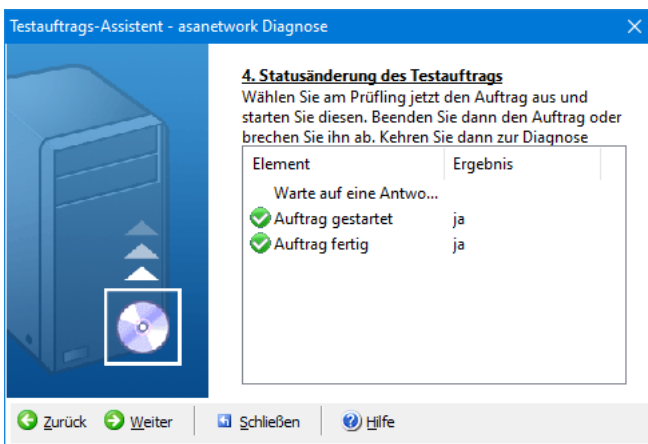 Testauftrags-Assistent - asanetwork Diagnose
4. Statusänderung des Testauftrags
Wählen Sie am Prüfling jetzt den Auftrag aus und
starten Sie diesen. Beenden Sie dann den Auftrag oder
brechen Sie ihn ab. Kehren Sie dann zur Diagnose
Element Ergebnis
Warte auf eine Antwo...
Auftrag gestartet ja
Auftrag fertig ja
Zurück Weiter Schließen Hilfe